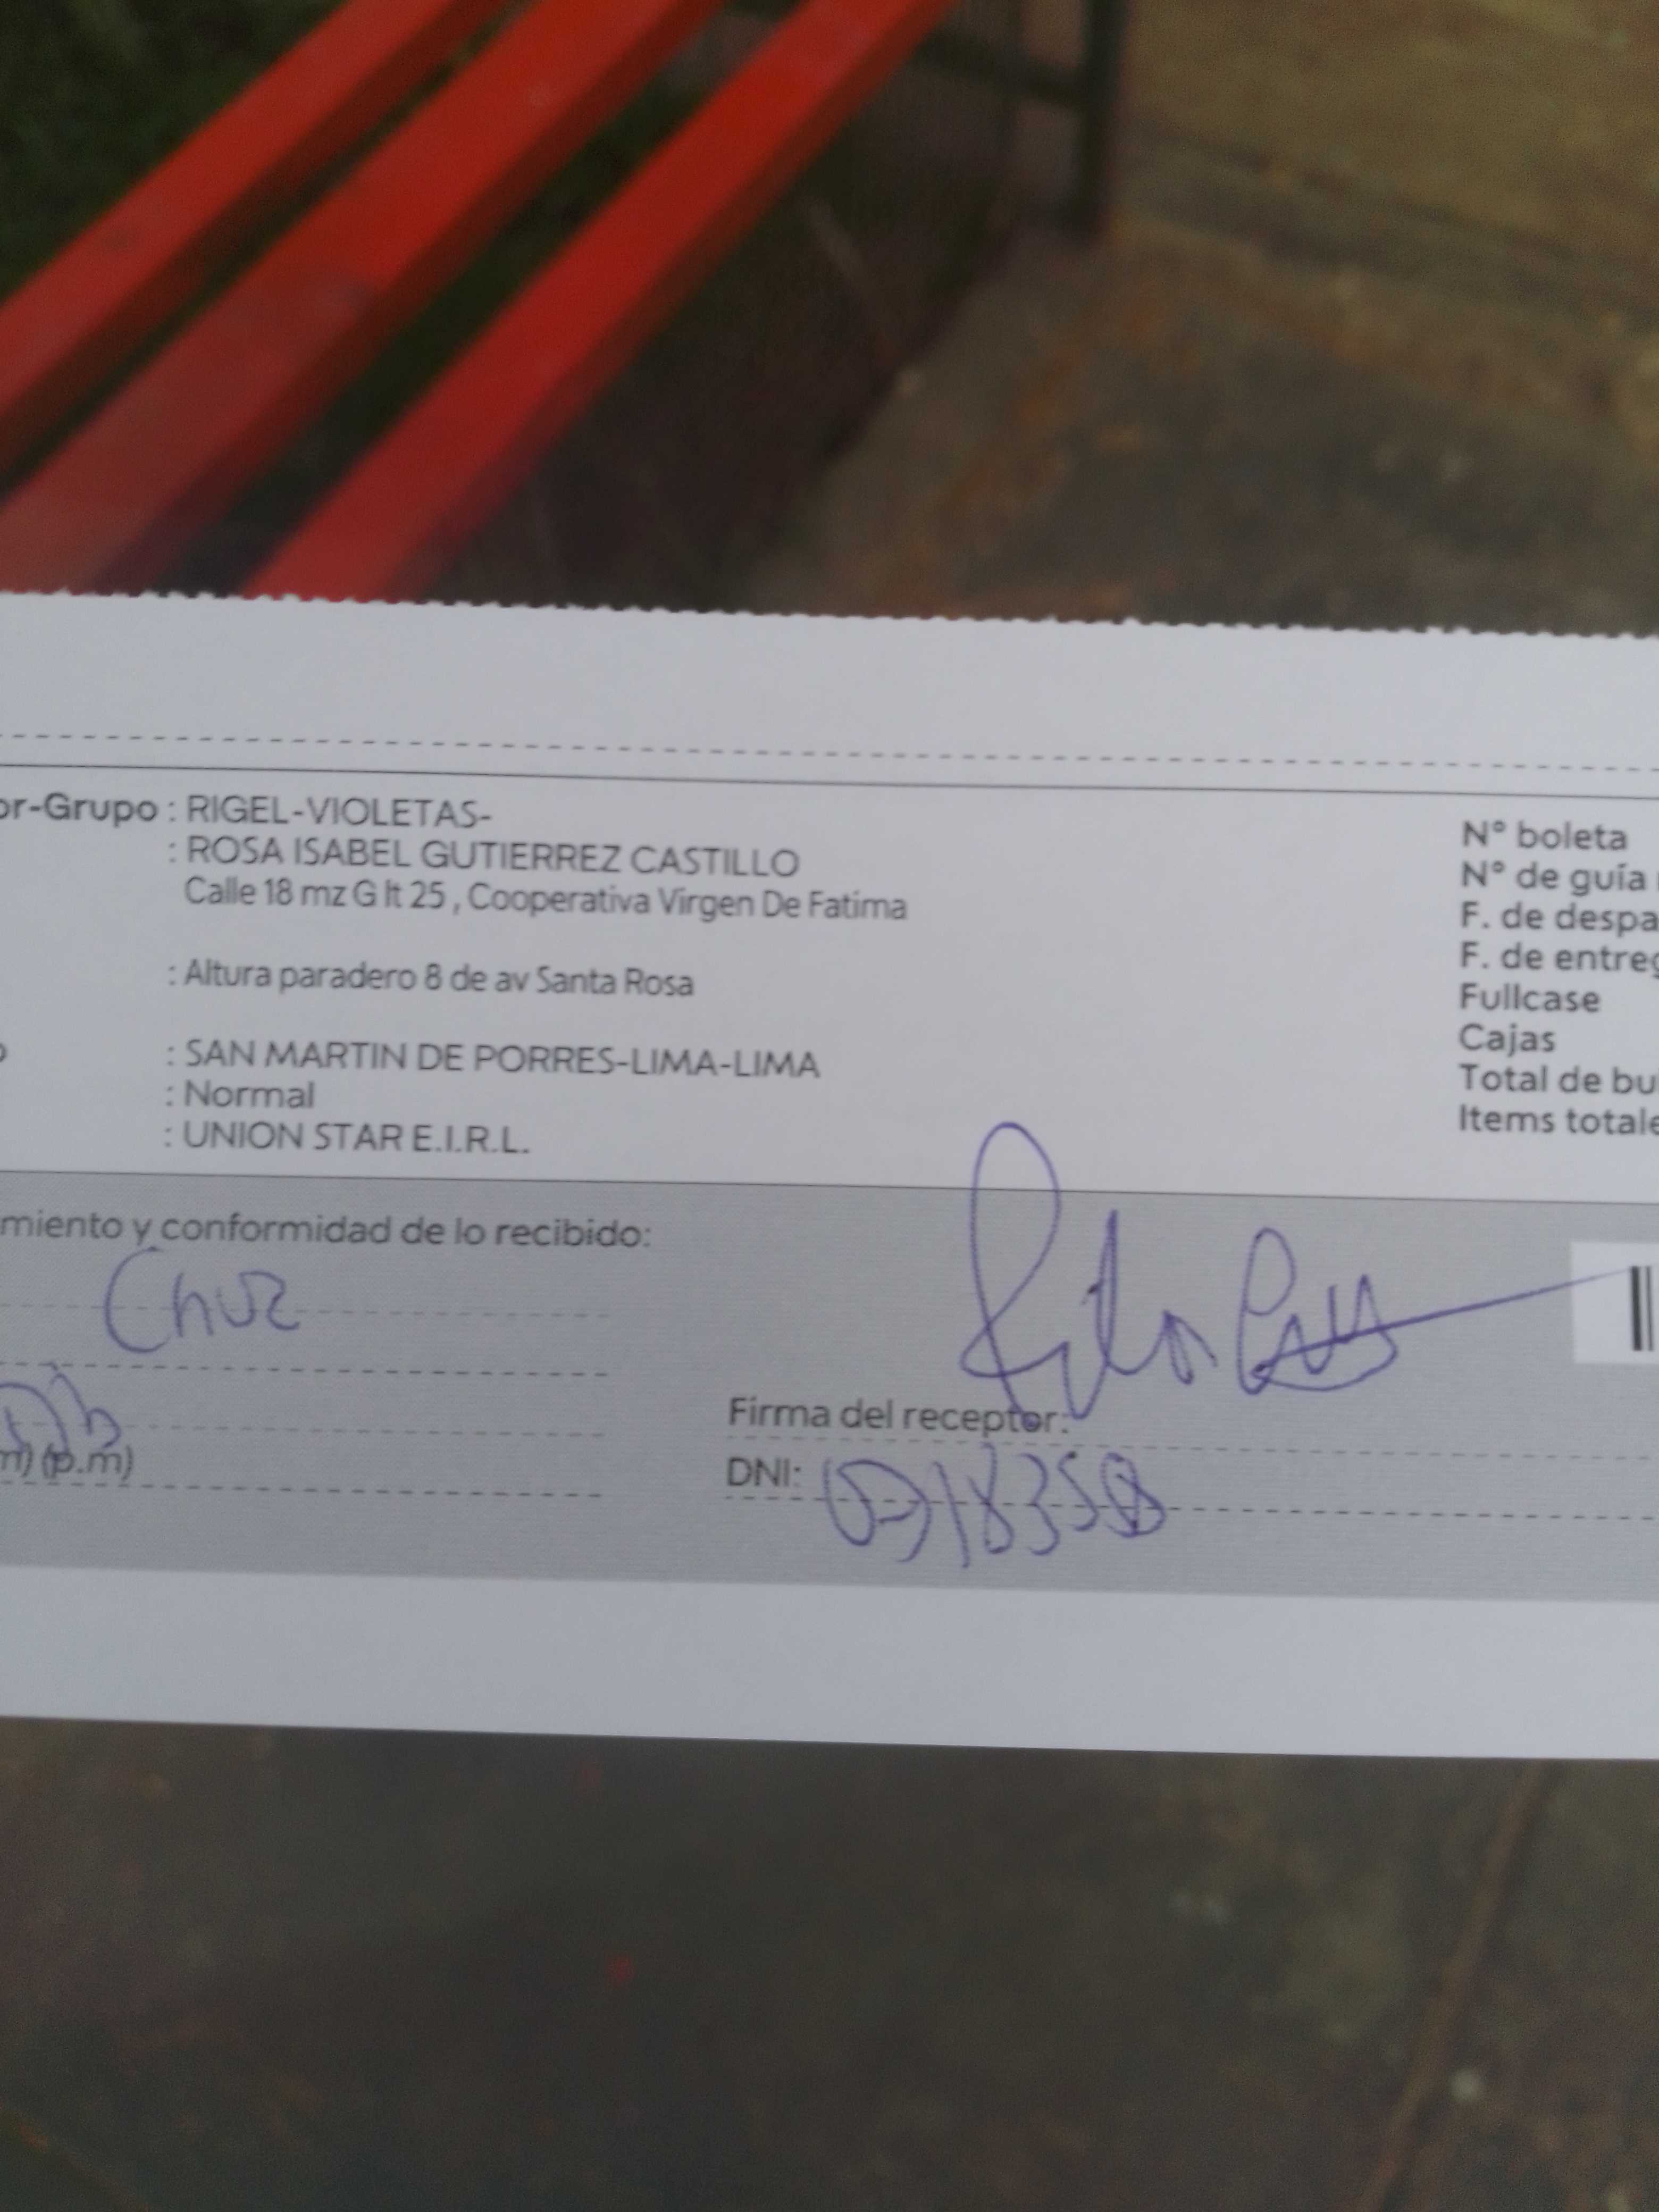 or-Grupo : RIGEL-VIOLETAS-
: ROSA ISABEL GUTIERREZ CASTILLO
Calle 18 mz G lt 25 , Cooperativa Virgen De Fatima
: Altura paradero 8 de av Santa Rosa
o : SAN MARTIN DE PORRES-LIMA-LIMA
: Normal
: UNION STAR E.I.R.L.
N° boleta
N° de guía
F. de despa
F. de entreg
Fullcase
Cajas
Total de bu
Items totale
miento y conformidad de lo recibido:
m) (p.m)
Firma del receptor:
DNI: